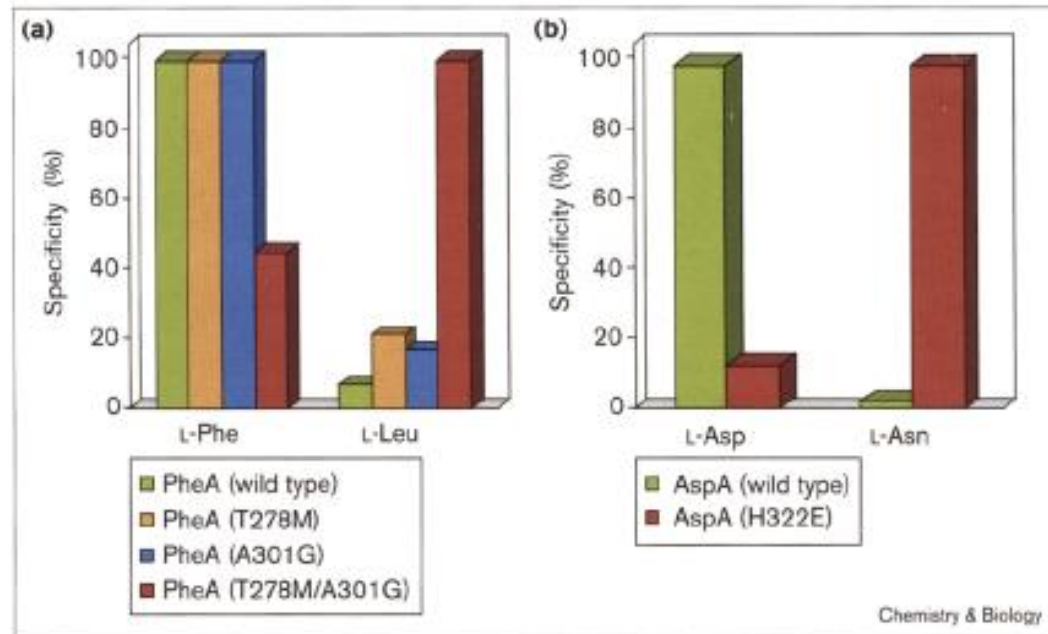 (a)
Specificity (%)
100
80
60
40
20
0
L-Phe L-Leu
PheA (wild type)
PheA (T278M)
PheA (A301G)
PheA (T278M/A301G)
(b)
Specificity (%)
100
80
60
40
20
0
L-Asp L-Asn
AspA (wild type)
AspA (H322E)
Chemistry & Biology